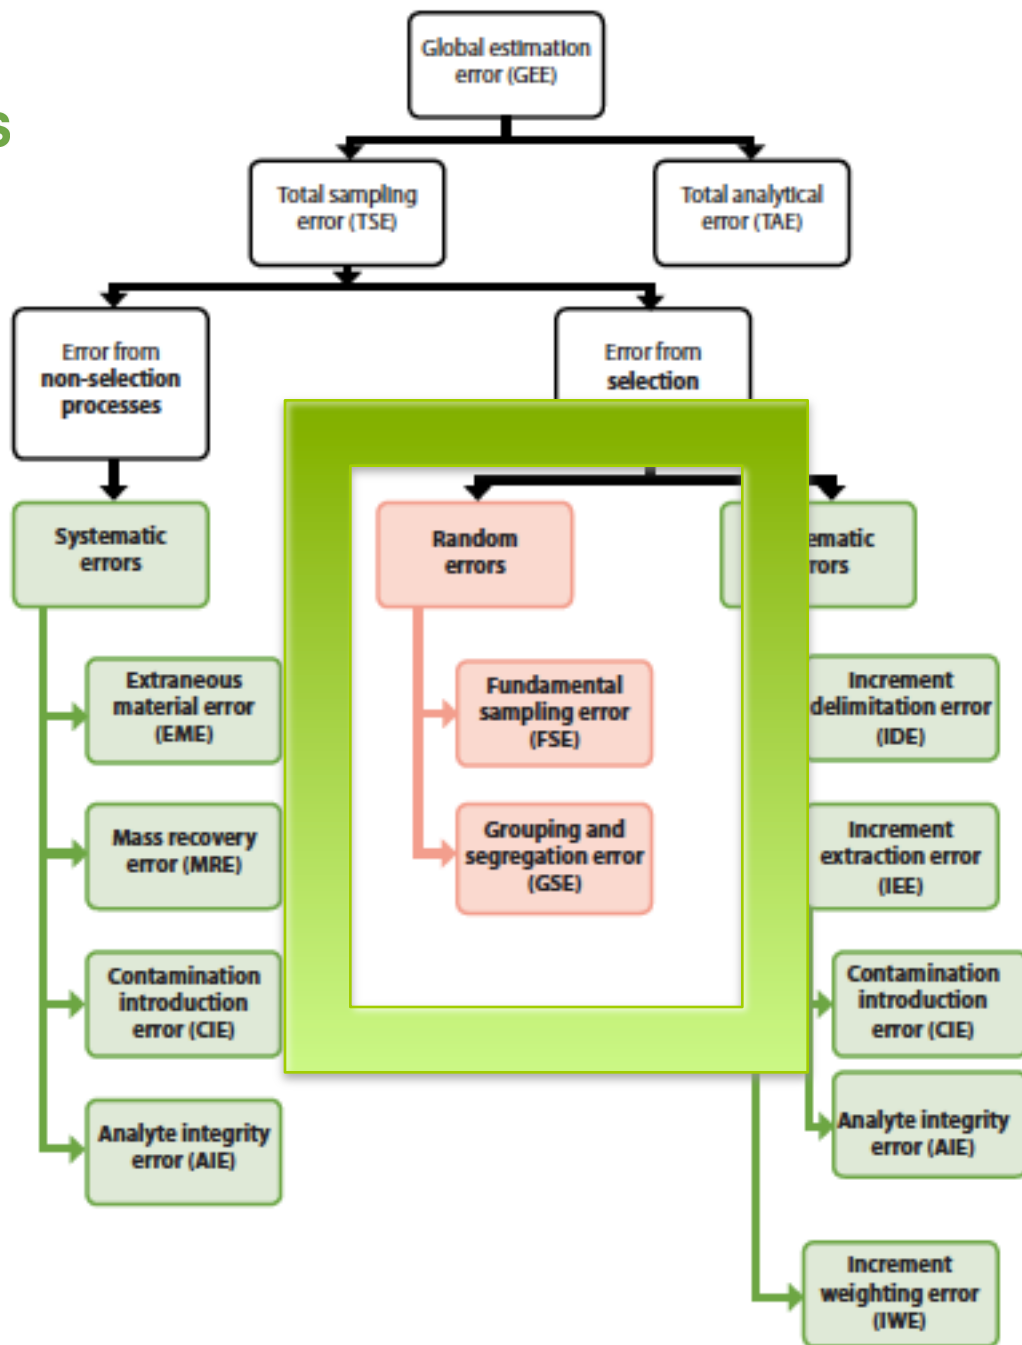 s
Global estimation
error (GEE)
Total sampling
error (TSE)
Total analytical
error (TAE)
Error from
non-selection
processes
Error from
selection
Systematic
errors
Random
errors
ematic
rors
Extraneous
material error
(EME)
Fundamental
sampling error
(FSE)
Increment
delimitation error
(IDE)
Mass recovery
error (MRE)
Grouping and
segregation error
(GSE)
Increment
extraction error
(IEE)
Contamination
introduction
error (CIE)
Contamination
introduction
error (CIE)
Analyte integrity
error (AIE)
Analyte integrity
error (AIE)
Increment
weighting error
(IWE)